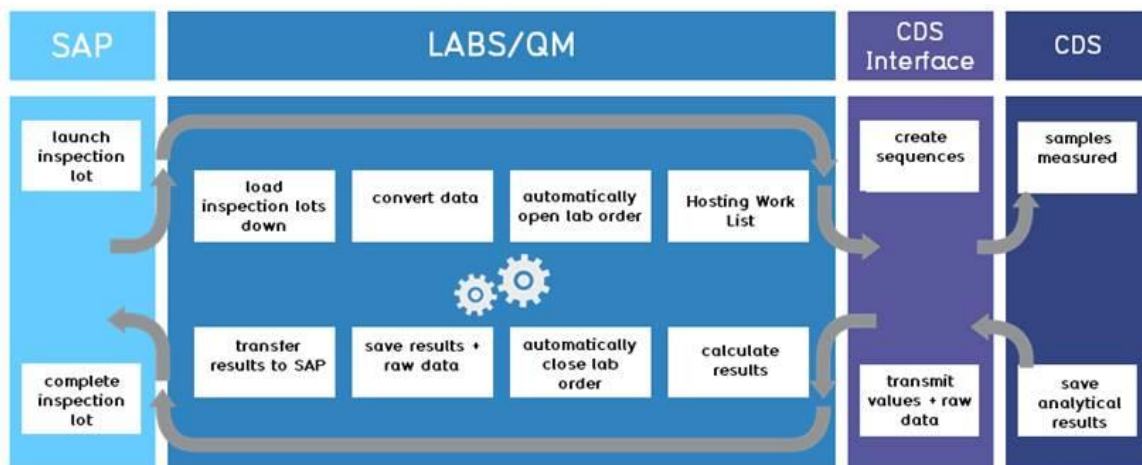 SAP
LABS/QM
CDS
Interface
CDS
launch
inspection
lot
load
inspection lots
down
convert data
automatically
open lab order
Hosting Work
List
create
sequences
samples
measured
transfer
results to SAP
save results +
raw data
automatically
close lab
order
calculate
results
complete
inspection
lot
transmit
values + raw
data
save
analytical
results